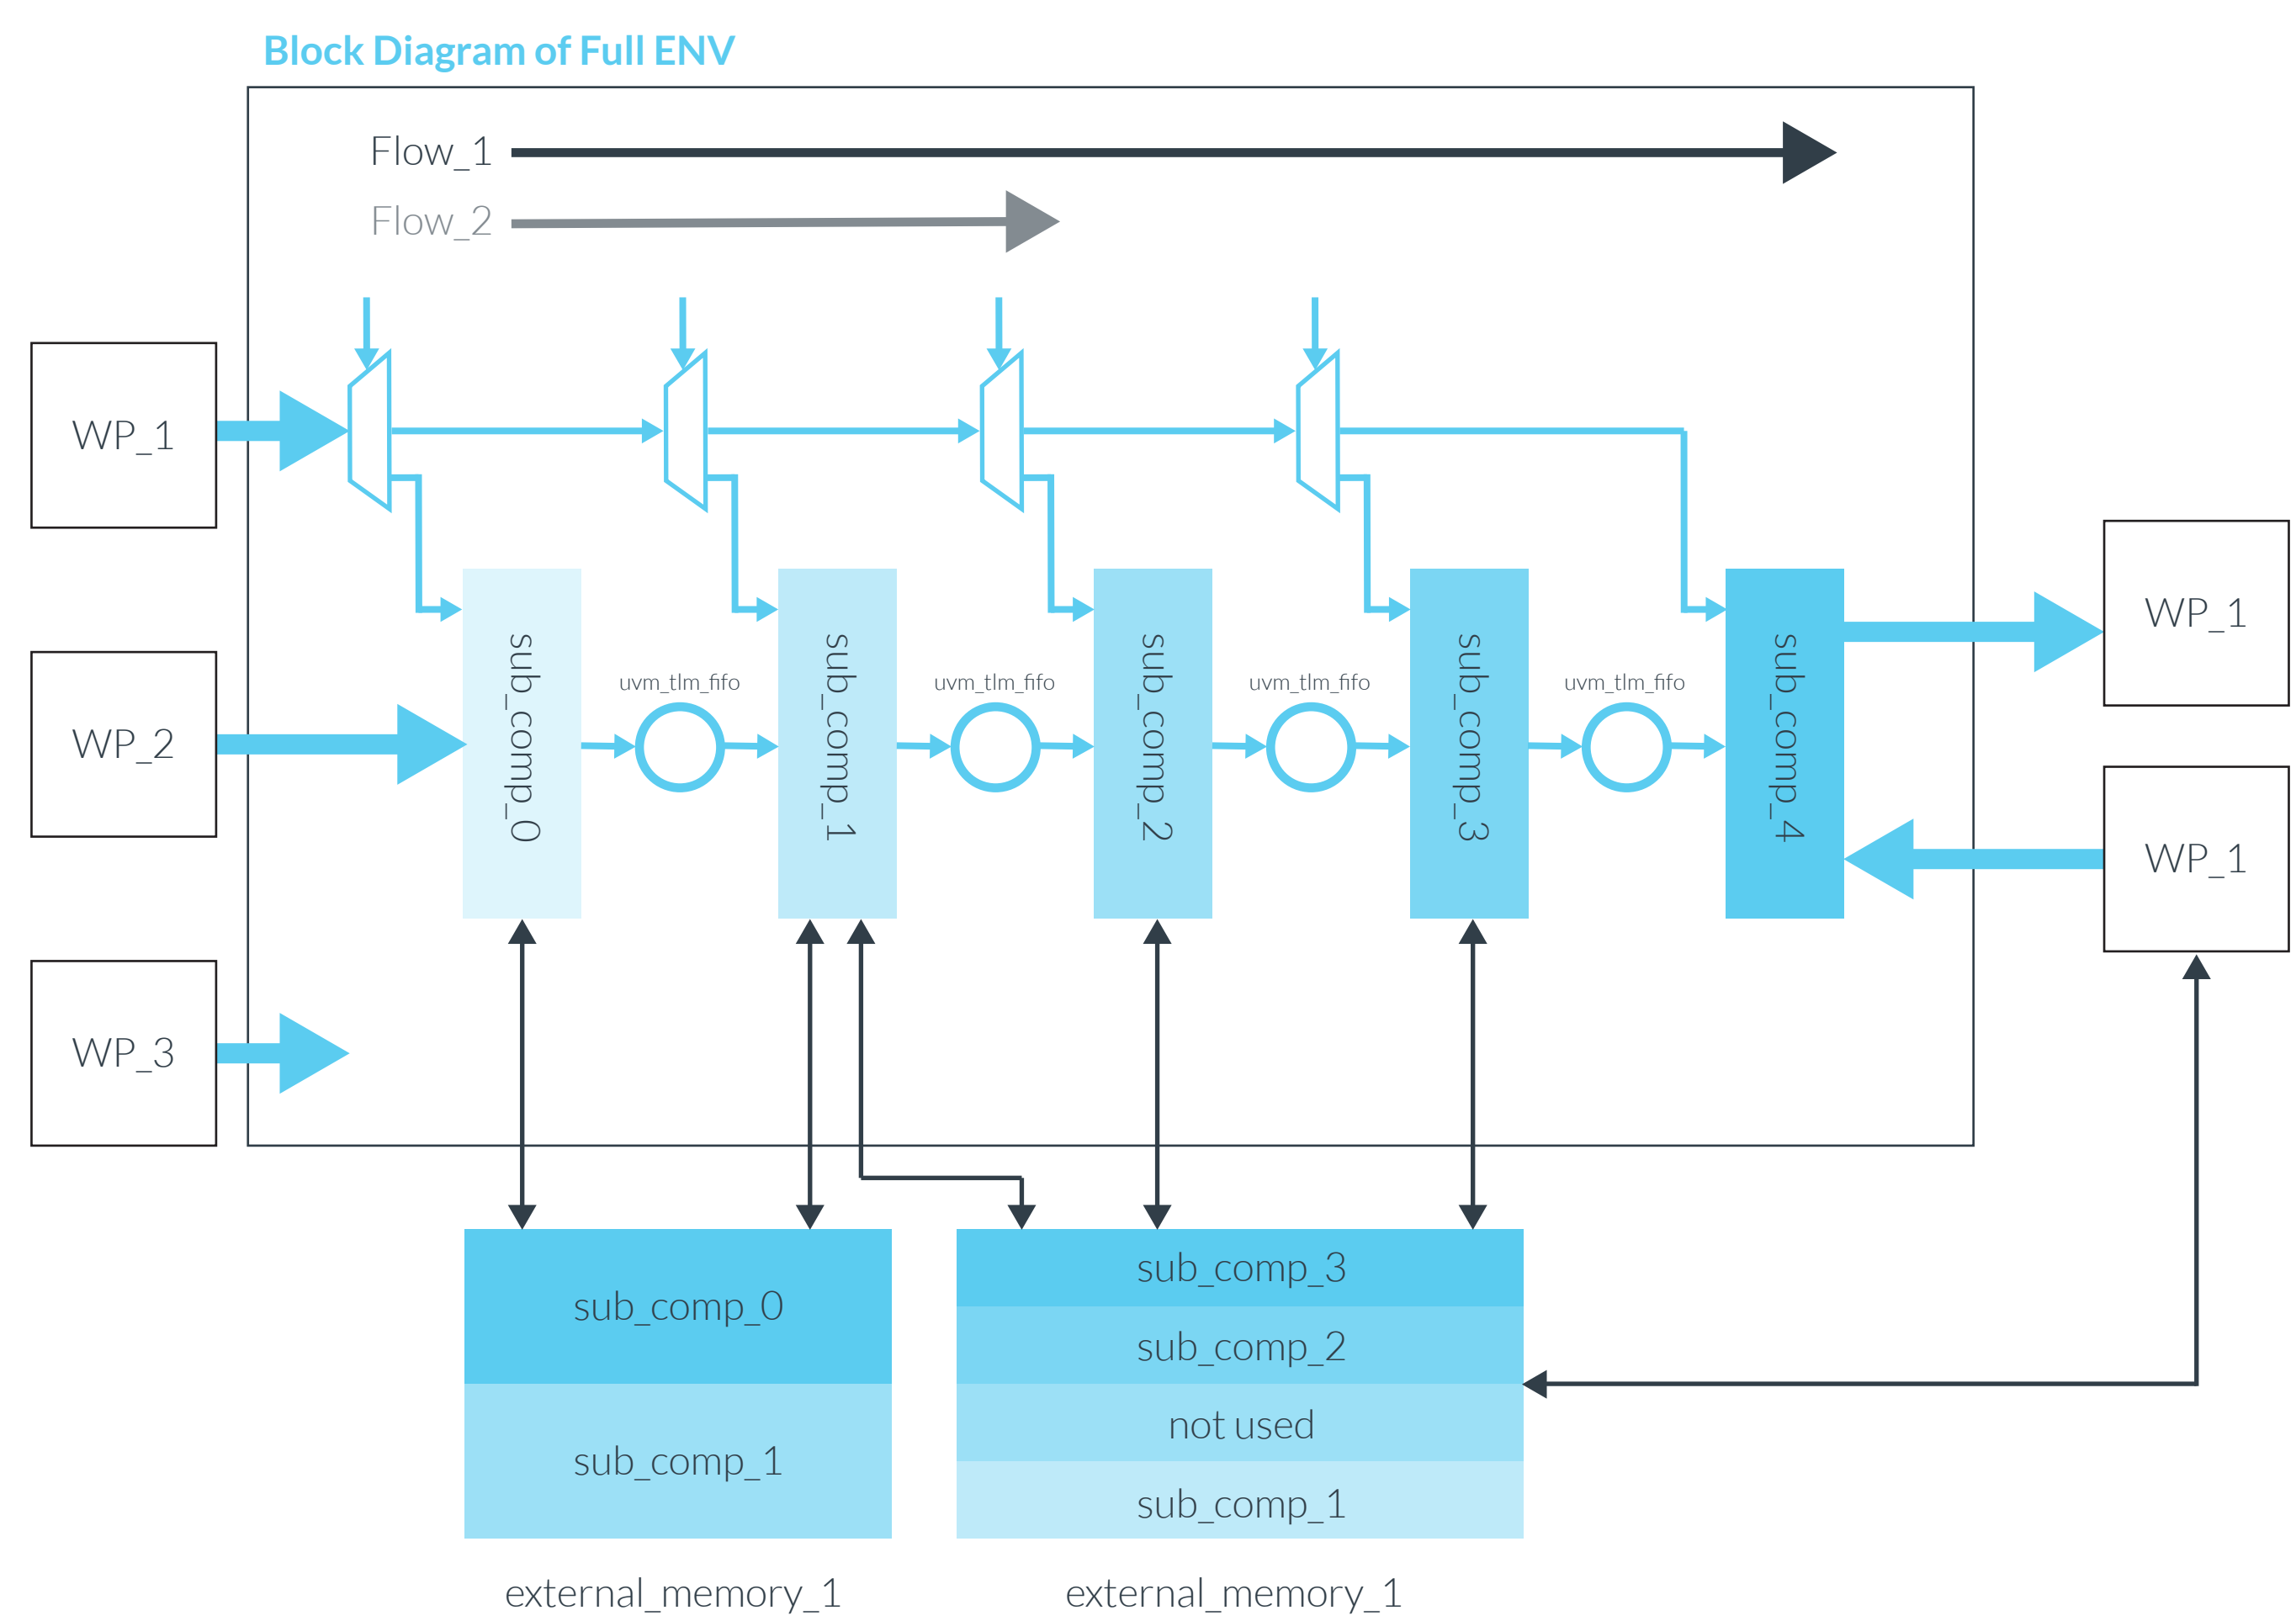 Block Diagram of Full ENV
Flow_1
Flow_2
WP_1
WP_2
WP_3
sub_comp_0
uvm_tlm_fifo
sub_comp_1
uvm_tlm_fifo
sub_comp_2
uvm_tlm_fifo
sub_comp_3
uvm_tlm_fifo
sub_comp_4
WP_1
WP_1
sub_comp_0
sub_comp_1
external_memory_1
sub_comp_3
sub_comp_2
not used
sub_comp_1
external_memory_1